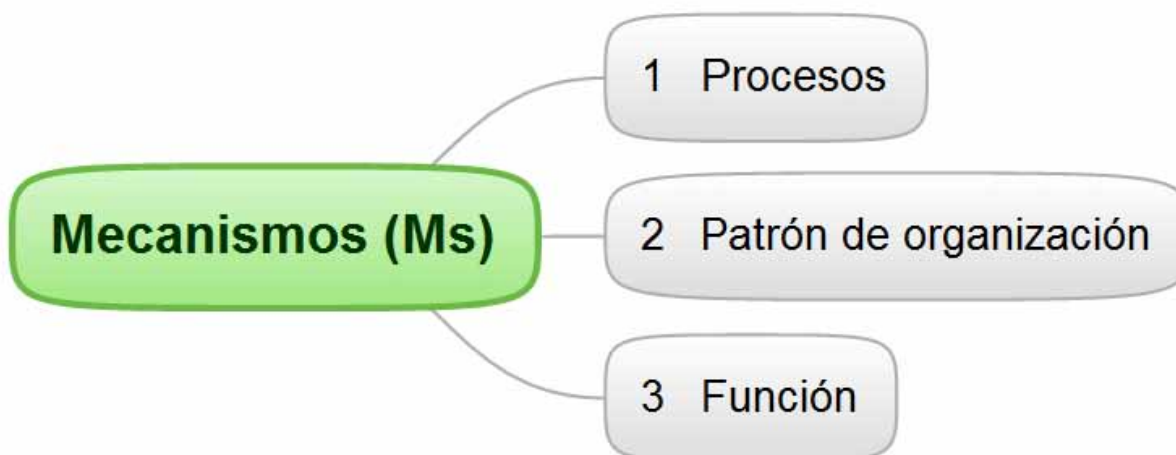 1 Procesos
Mecanismos (Ms)
2 Patrón de organización
3 Función